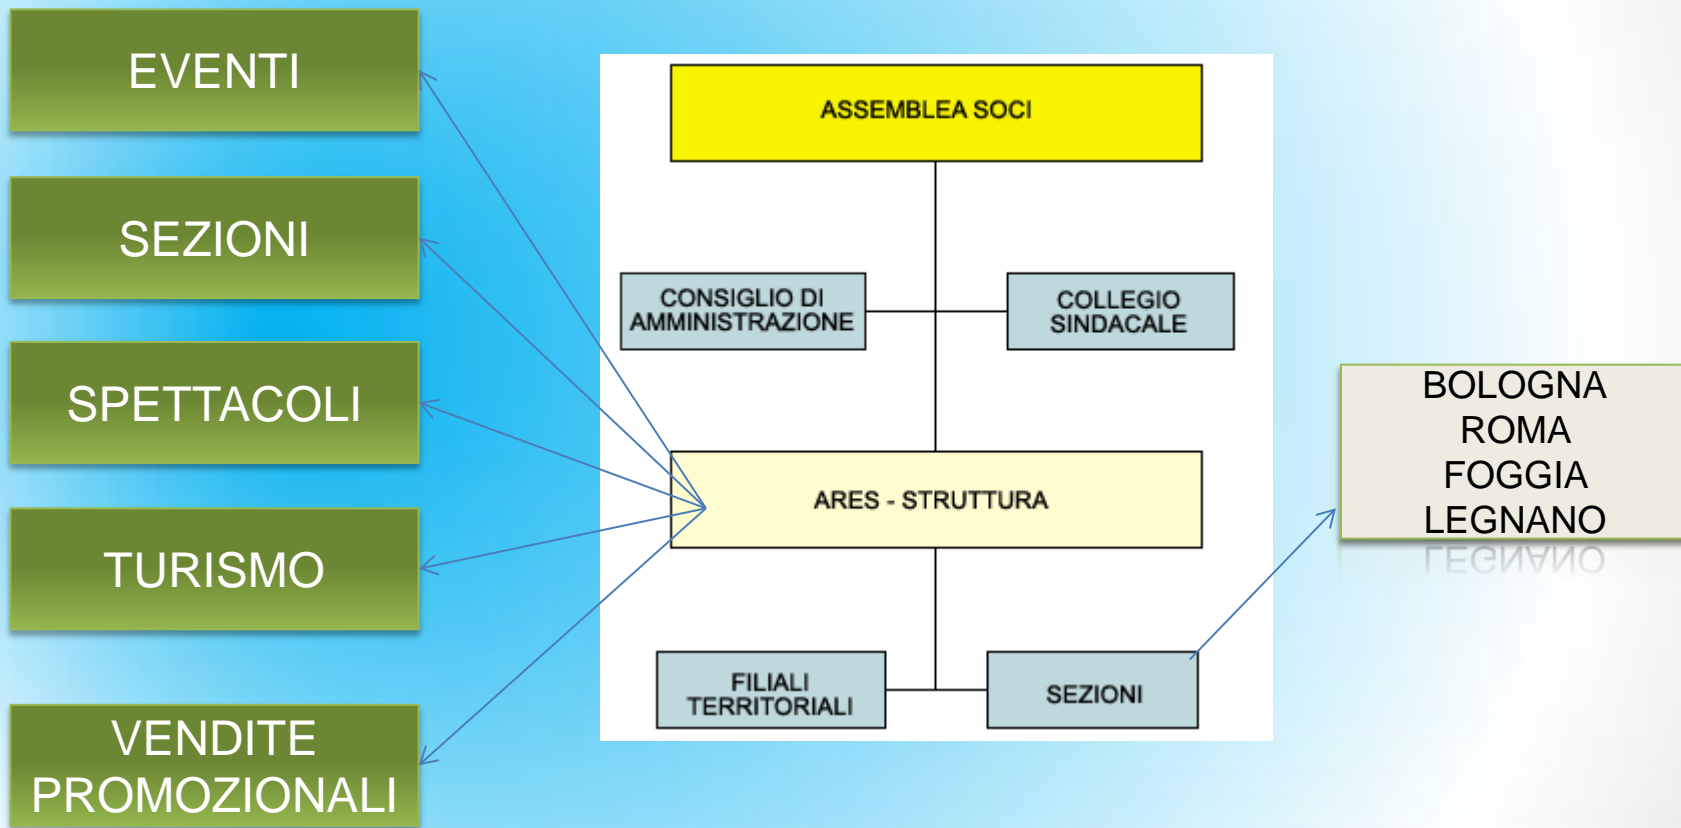 EVENTI
SEZIONI
SPETTACOLI
TURISMO
VENDITE
PROMOZIONALI
ASSEMBLEA SOCI
CONSIGLIO DI
AMMINISTRAZIONE
COLLEGIO
SINDACALE
ARES - STRUTTURA
FILIALI
TERRITORIALI
SEZIONI
BOLOGNA
ROMA
FOGGIA
LEGNANO